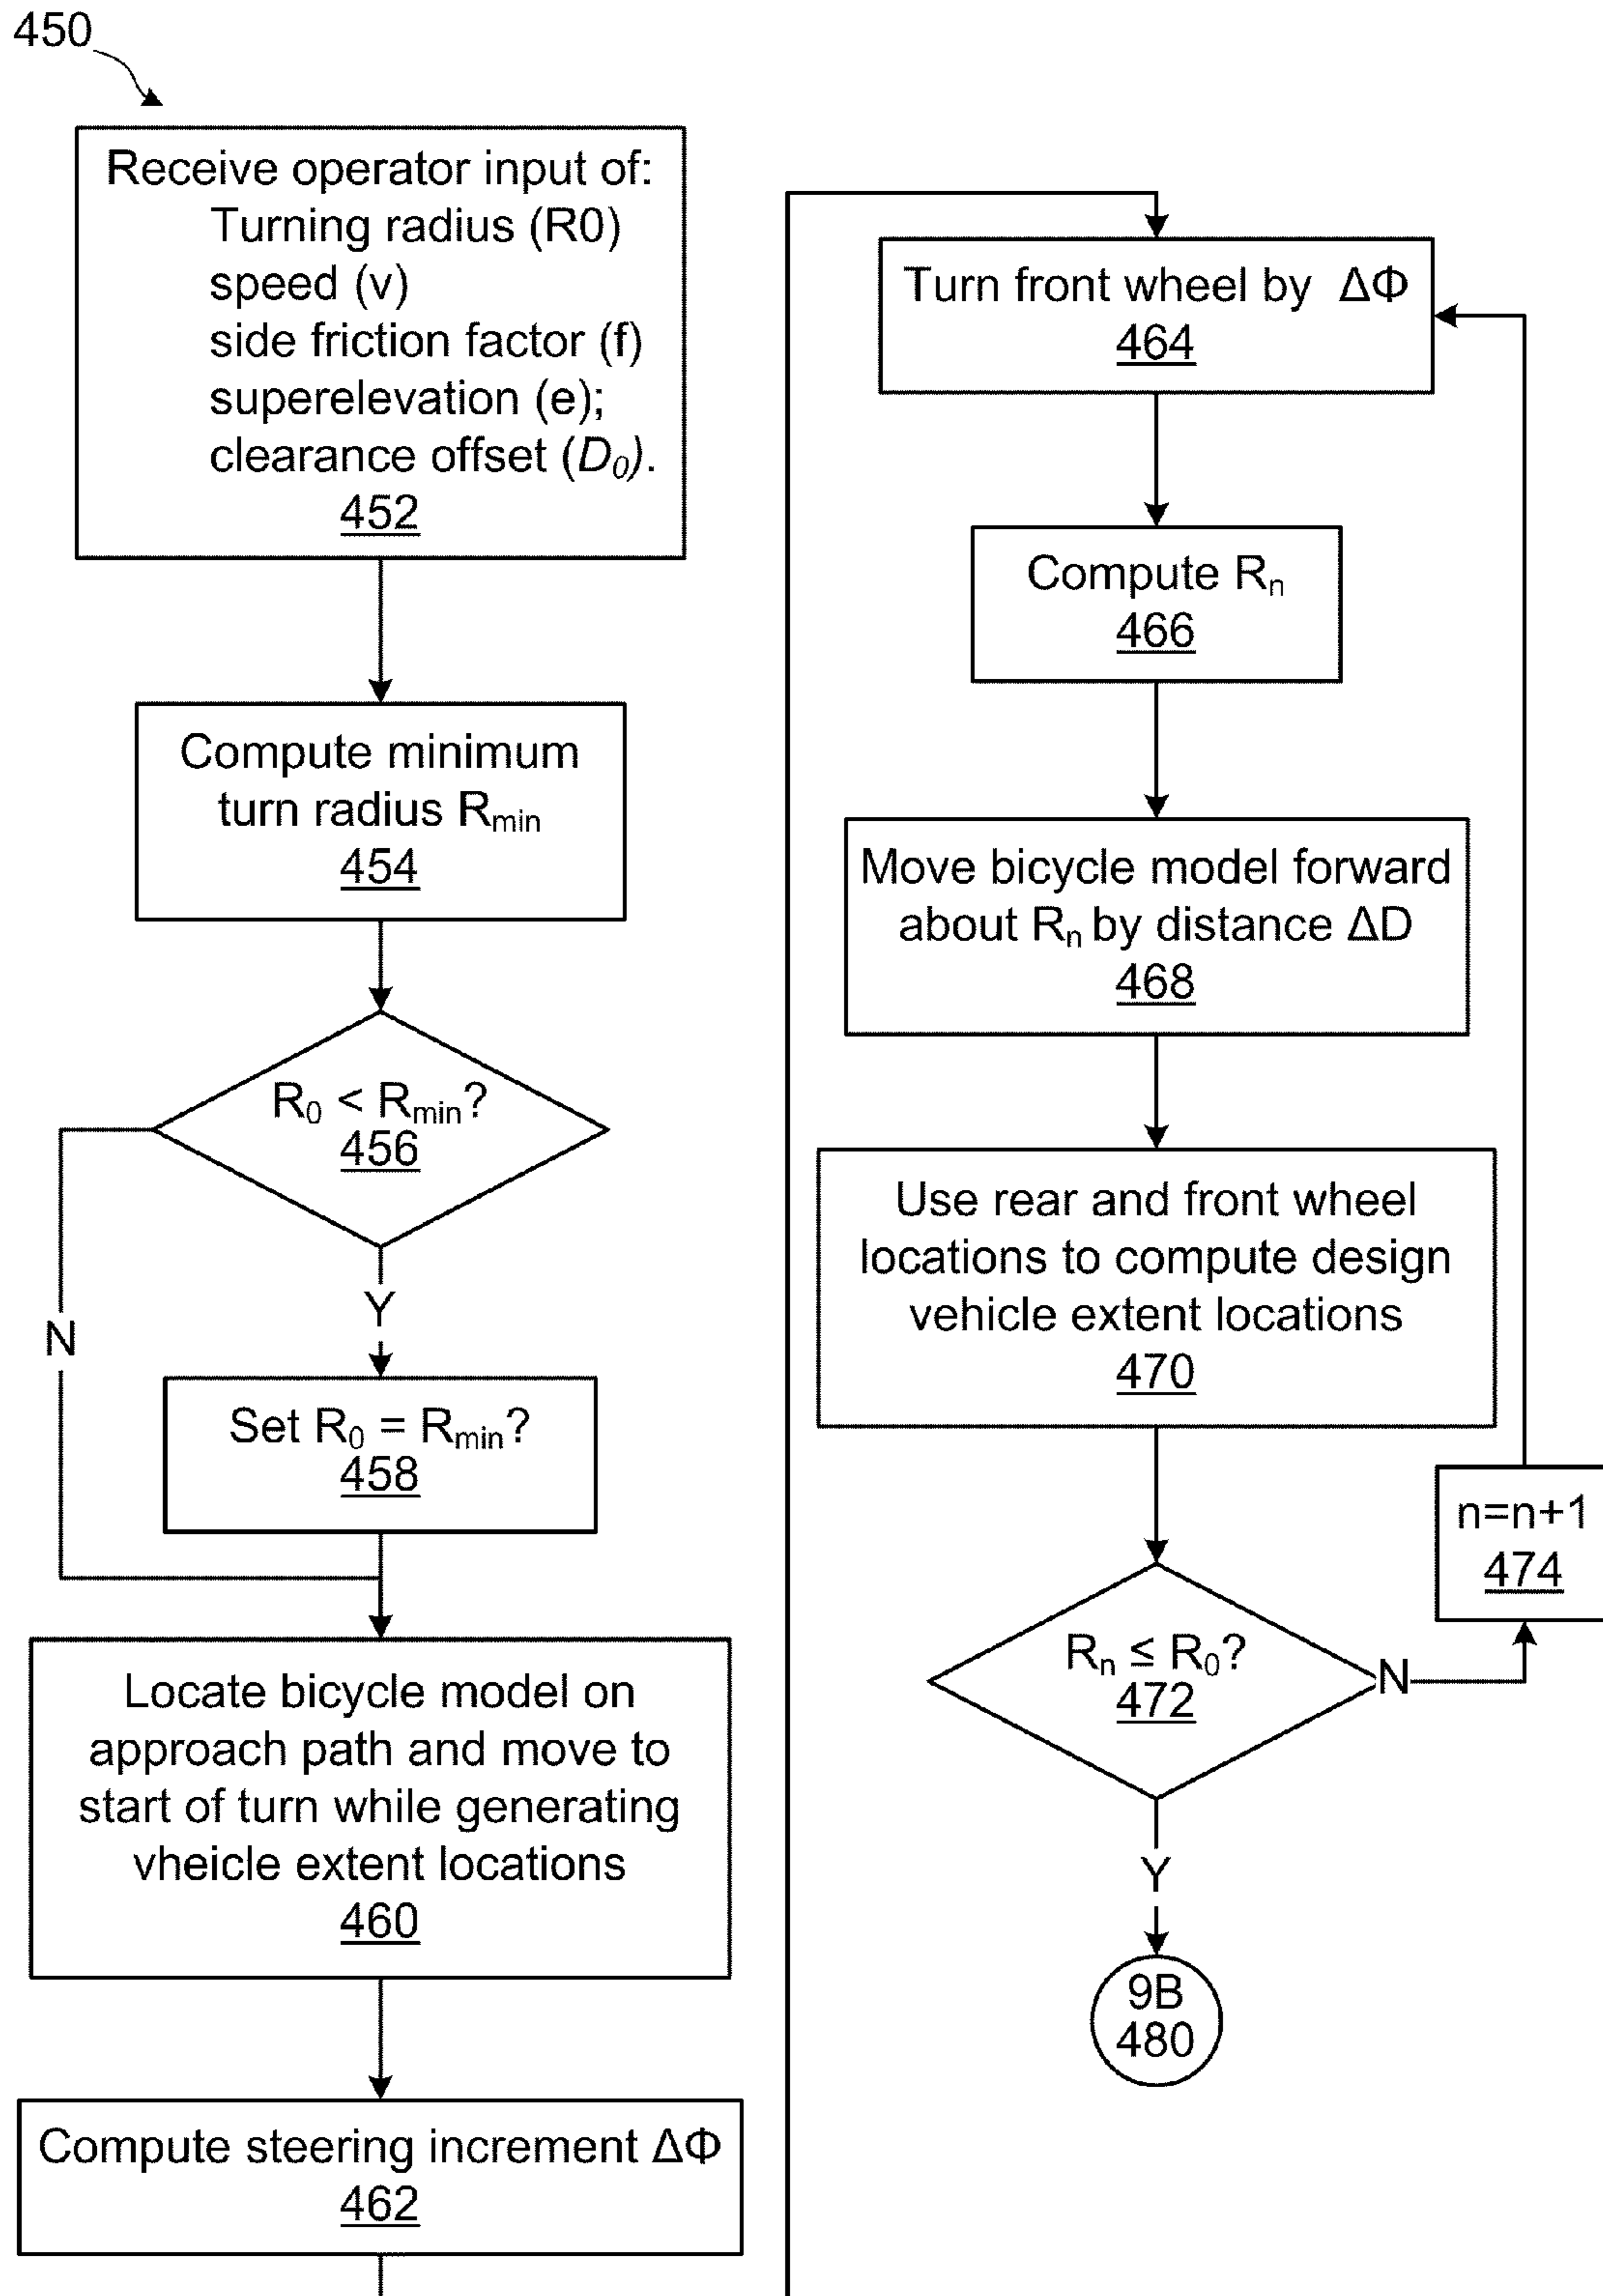 450
Receive operator input of:
Turning radius (R0)
speed (v)
side friction factor (f)
superelevation (e);
clearance offset (D₀).
452
Compute minimum
turn radius Rmin
454
R₀ < Rmin?
456
Y
N
Set R₀ = Rmin?
458
Locate bicycle model on
approach path and move to
start of turn while generating
vheicle extent locations
460
Compute steering increment ΔΦ
462
Turn front wheel by ΔΦ
464
Compute Rn
466
Move bicycle model forward
about Rn by distance ΔD
468
Use rear and front wheel
locations to compute design
vehicle extent locations
470
n=n+1
474
Rn ≤ R₀?
472
N
Y
9B
480